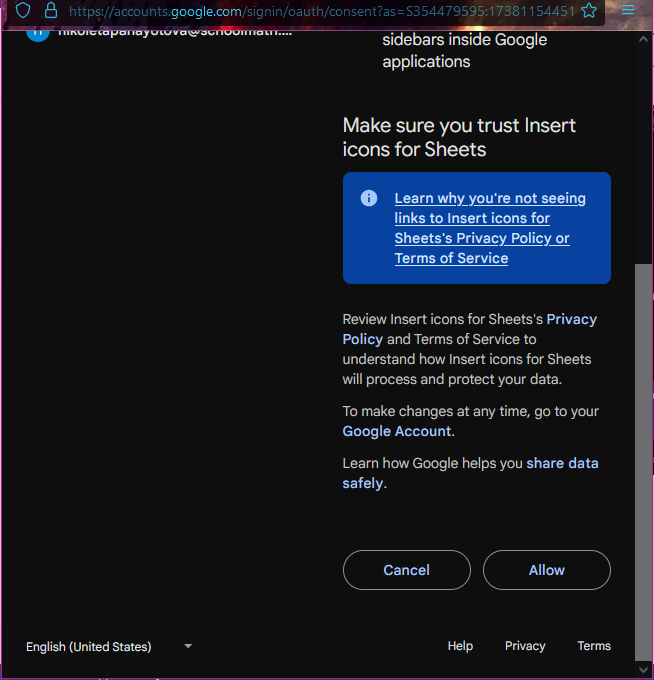 https://accounts.google.com/signin/oauth/consent?as=S354479595:17381154451
nikoletapanayotova@schoolmath....
sidebars inside Google
applications
Make sure you trust Insert
icons for Sheets
Learn why you're not seeing
links to Insert icons for
Sheets's Privacy Policy or
Terms of Service
Review Insert icons for Sheets's Privacy
Policy and Terms of Service to
understand how Insert icons for Sheets
will process and protect your data.
To make changes at any time, go to your
Google Account.
Learn how Google helps you share data
safely.
Cancel Allow
English (United States) Help Privacy Terms